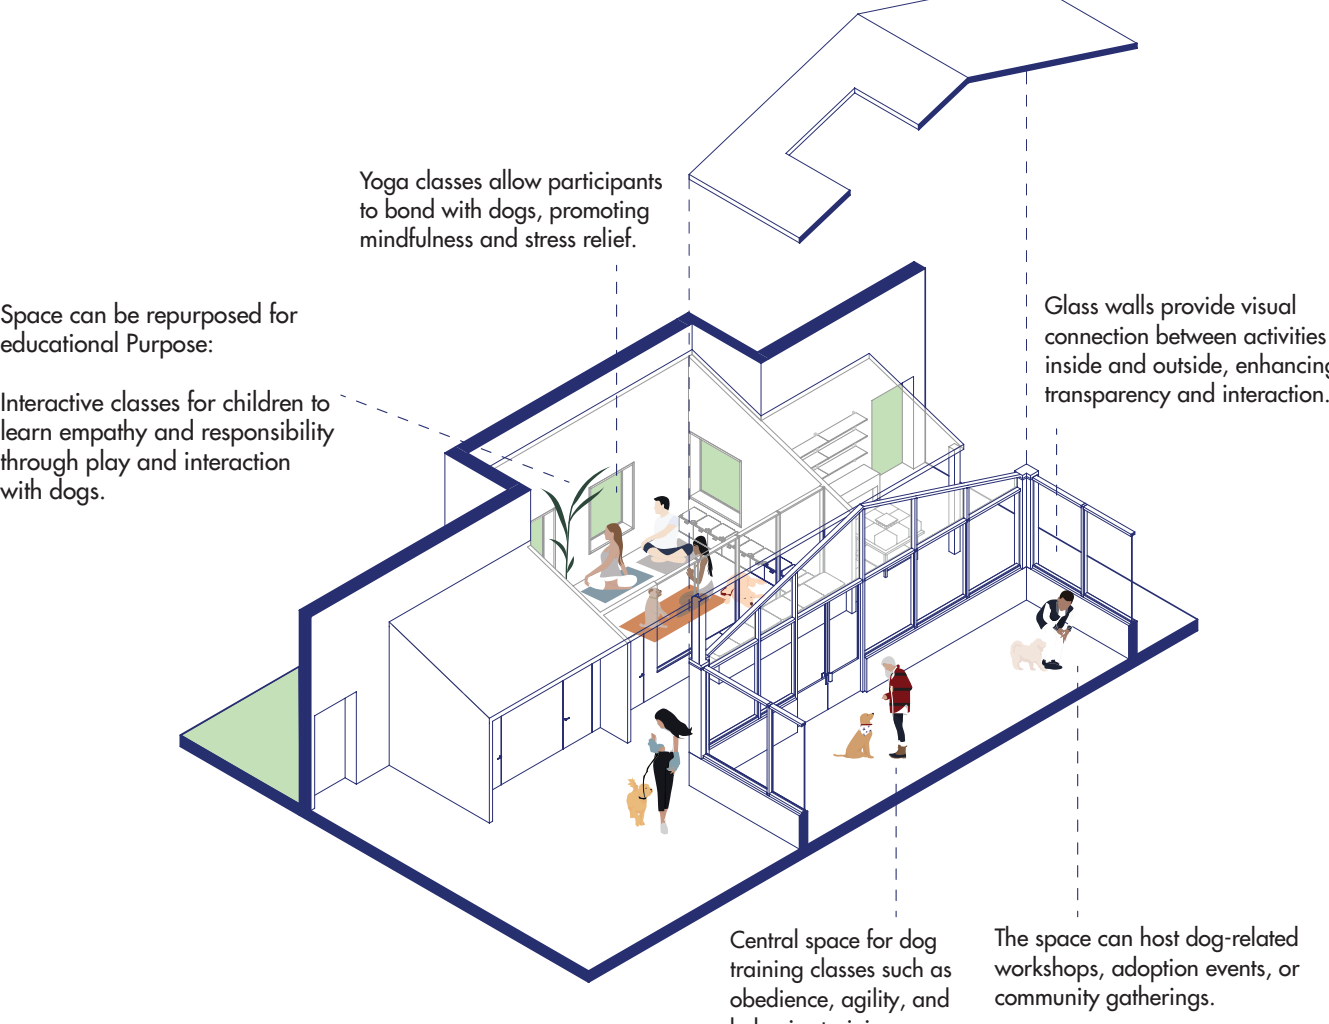 Yoga classes allow participants
to bond with dogs, promoting
mindfulness and stress relief.
Space can be repurposed for
educational Purpose:
Interactive classes for children to
learn empathy and responsibility
through play and interaction
with dogs.
Glass walls provide visual
connection between activities
inside and outside, enhancing
transparency and interaction.
Central space for dog
training classes such as
obedience, agility, and
The space can host dog-related
workshops, adoption events, or
community gatherings.